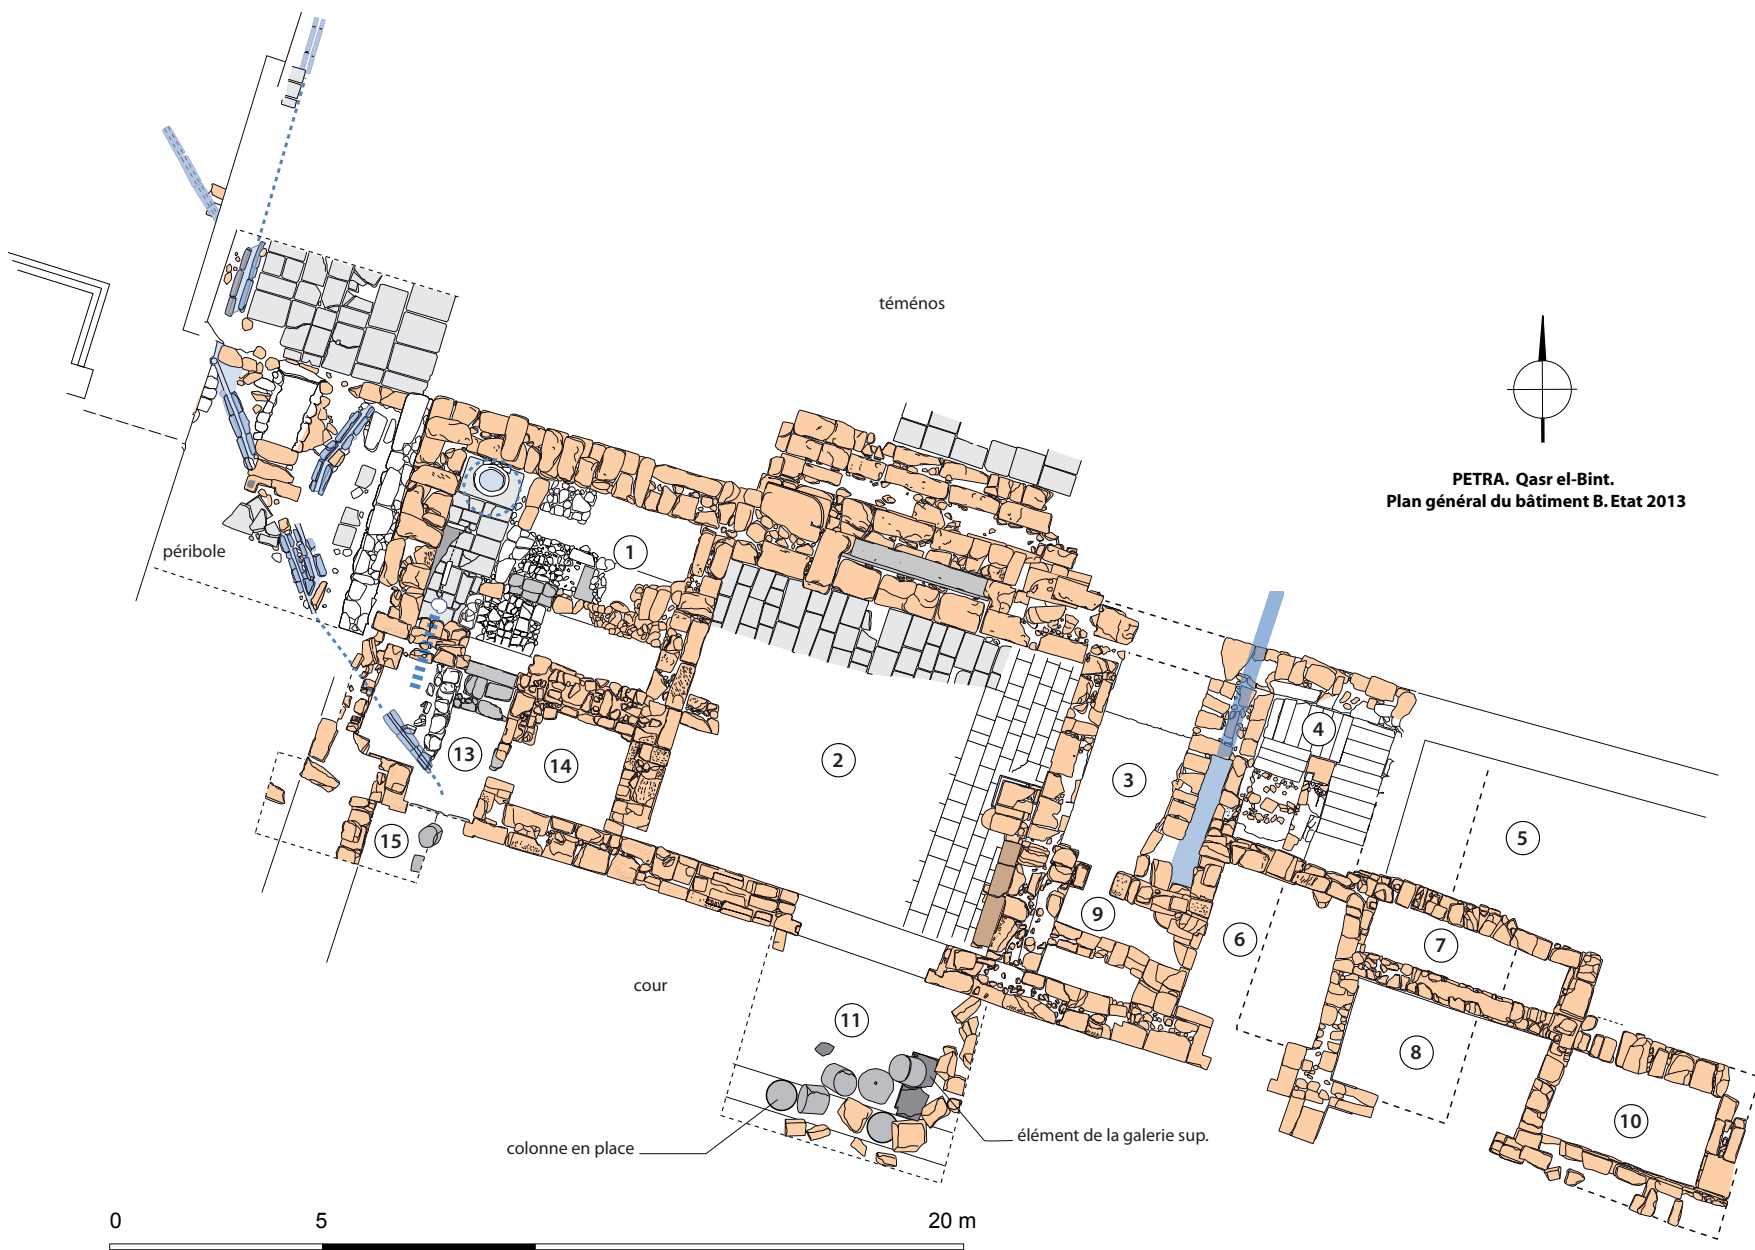 téménos
PETRA. Qasr el-Bint.
Plan général du bâtiment B. Etat 2013
péribole
1
2
3
4
5
6
7
8
9
10
11
13
14
15
cour
colonne en place
élément de la galerie sup.
0 5 20 m